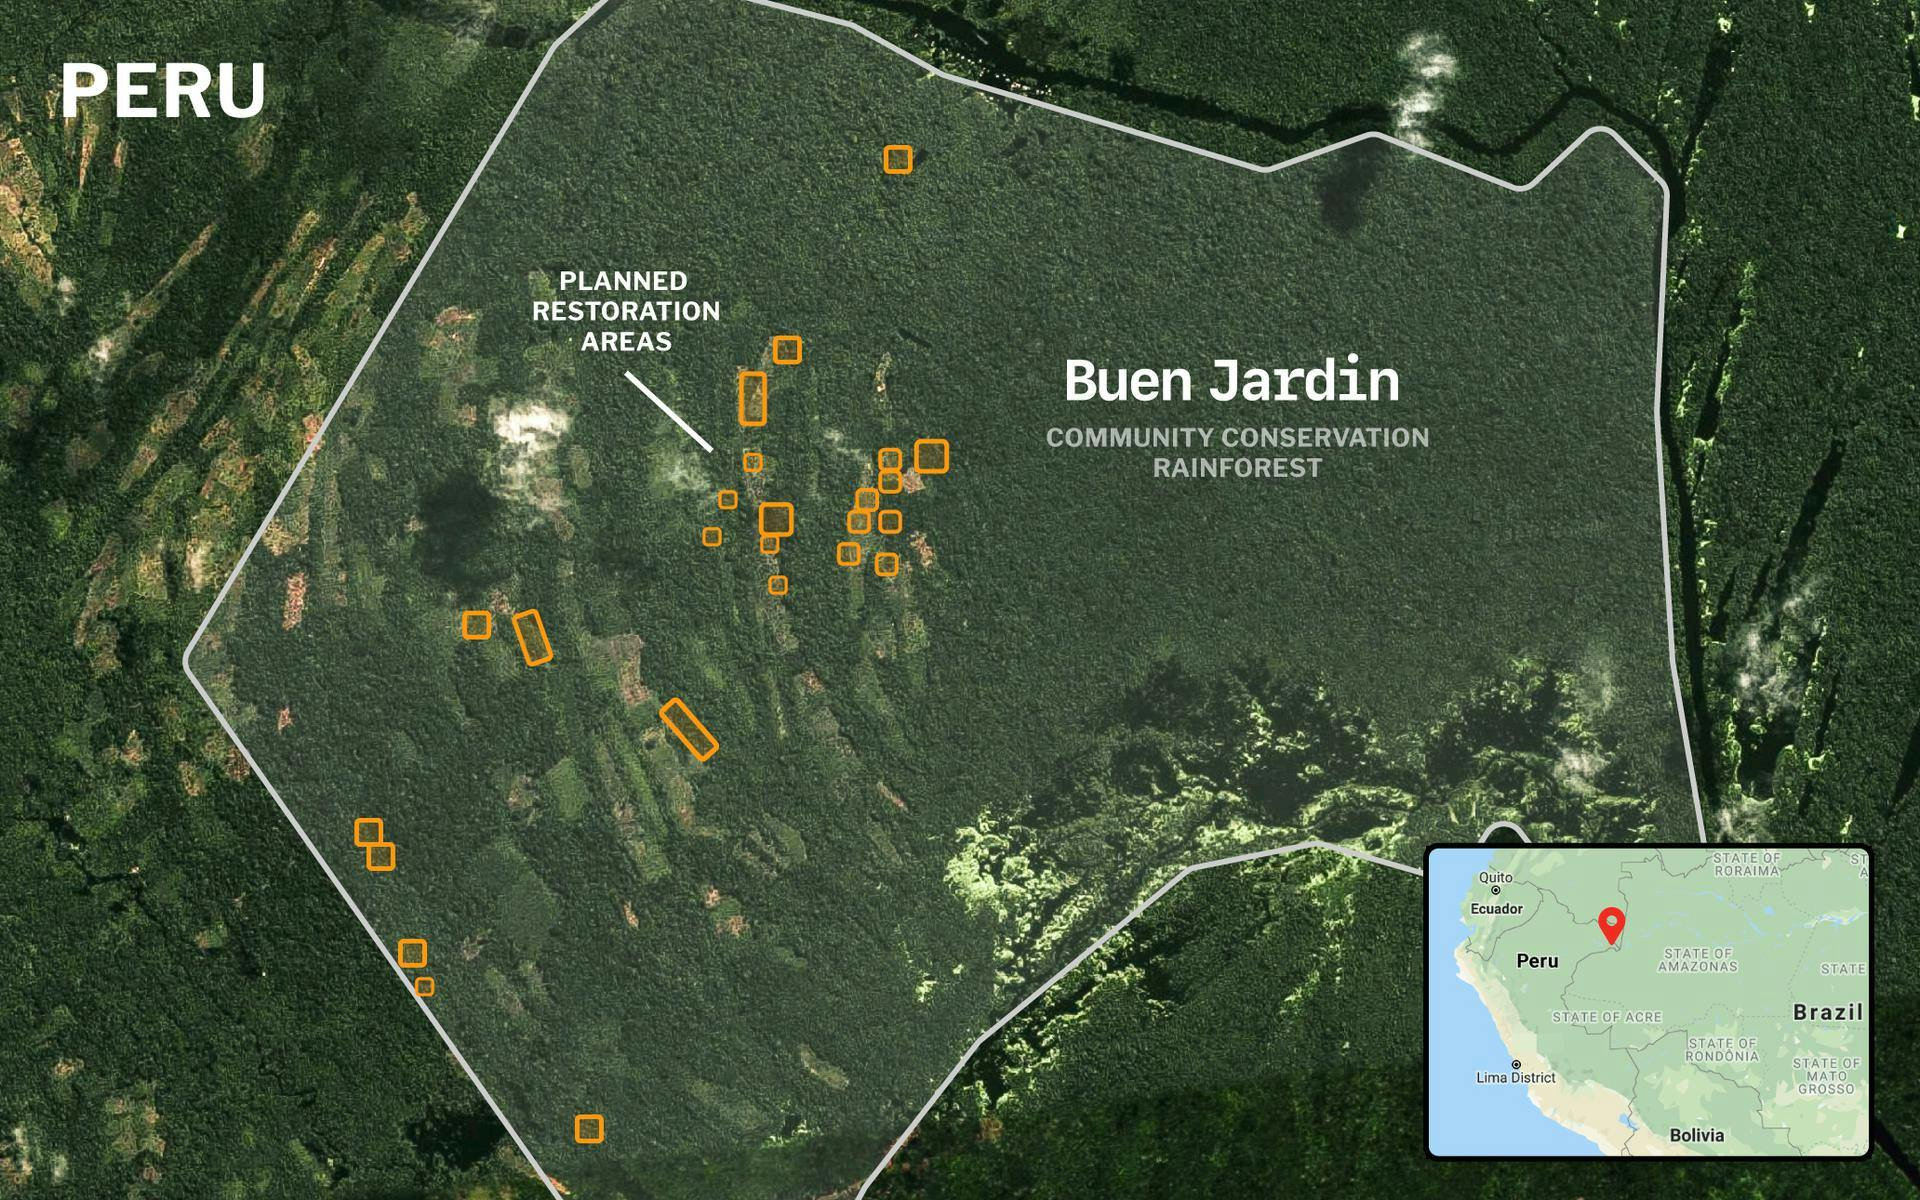 PERU
PLANNED
RESTORATION
AREAS
Buen Jardin
COMMUNITY CONSERVATION
RAINFOREST
Quito
Ecuador
Peru
Lima District
STATE OF
RORAIMA
ST
A
STATE OF
AMAZONAS
STATE
Brazil
STATE OF ACRE
STATE OF
RONDÔNIA
STATE OF
MATO
GROSSO
Bolivia